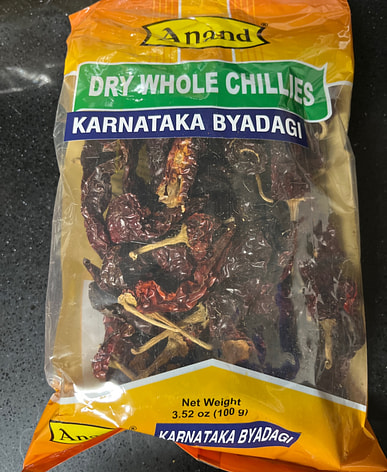 Anand
DRY WHOLE CHILLIES
KARNATAKA BYADAGI
Net Weight
3.52 oz (100 g)
Anand
KARNATAKA BYADAGI